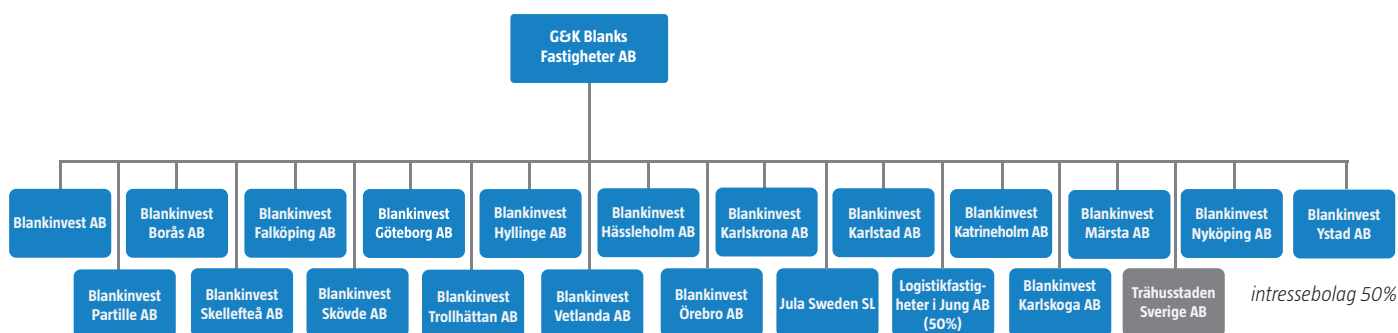 G&K Blanks
Fastigheter AB
Blankinvest AB
Blankinvest
Borås AB
Blankinvest
Falköping AB
Blankinvest
Göteborg AB
Blankinvest
Hyllinge AB
Blankinvest
Hässleholm AB
Blankinvest
Karlskrona AB
Blankinvest
Karlstad AB
Blankinvest
Katrineholm AB
Blankinvest
Märsta AB
Blankinvest
Nyköping AB
Blankinvest
Ystad AB
Blankinvest
Partille AB
Blankinvest
Skellefteå AB
Blankinvest
Skövde AB
Blankinvest
Trollhättan AB
Blankinvest
Vetlanda AB
Blankinvest
Örebro AB
Jula Sweden SL
Logistikfastig-
heter i Jung AB
(50%)
Blankinvest
Karlskoga AB
Trähusstaden
Sverige AB
intressebolag 50%